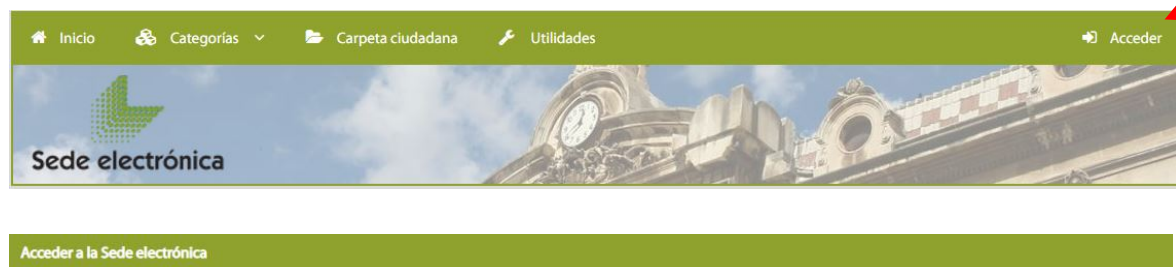 Inicio Categorías Carpeta ciudadana Utilidades Acceder
Sede electrónica
Acceder a la Sede electrónica